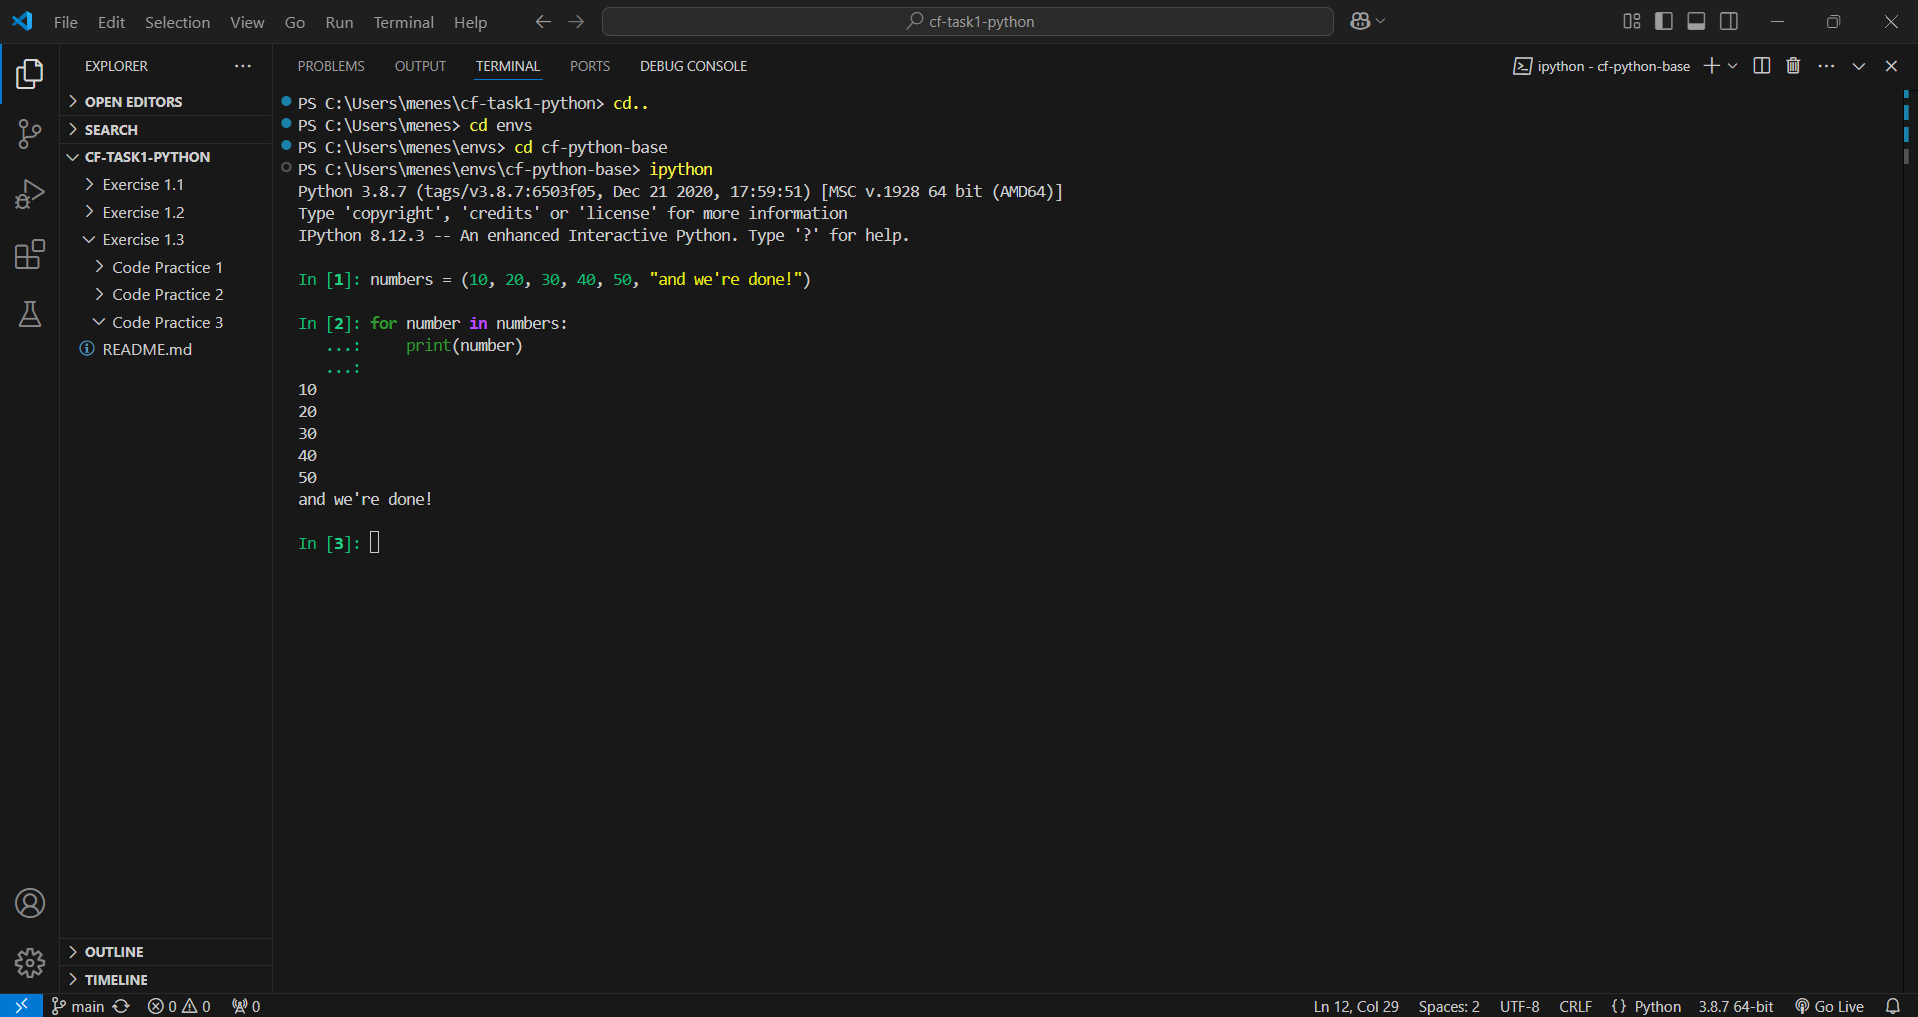 File Edit Selection View Go Run Terminal Help
cf-task1-python
EXPLORER
PROBLEMS OUTPUT TERMINAL PORTS DEBUG CONSOLE
ipython - cf-python-base
OPEN EDITORS
SEARCH
CF-TASK1-PYTHON
Exercise 1.1
Exercise 1.2
Exercise 1.3
Code Practice 1
Code Practice 2
Code Practice 3
README.md
OUTLINE
TIMELINE
PS C:\Users\menes\cf-task1-python> cd..
PS C:\Users\menes> cd envs
PS C:\Users\menes\envs> cd cf-python-base
PS C:\Users\menes\envs\cf-python-base> ipython
Python 3.8.7 (tags/v3.8.7:6503f05, Dec 21 2020, 17:59:51) [MSC v.1928 64 bit (AMD64)]
Type 'copyright', 'credits' or 'license' for more information
IPython 8.12.3 -- An enhanced Interactive Python. Type '?' for help.
In [1]: numbers = (10, 20, 30, 40, 50, "and we're done!")
In [2]: for number in numbers:
...:     print(number)
...:
10
20
30
40
50
and we're done!
In [3]:
main 0 0 0
Ln 12, Col 29 Spaces: 2 UTF-8 CRLF {} Python 3.8.7 64-bit Go Live